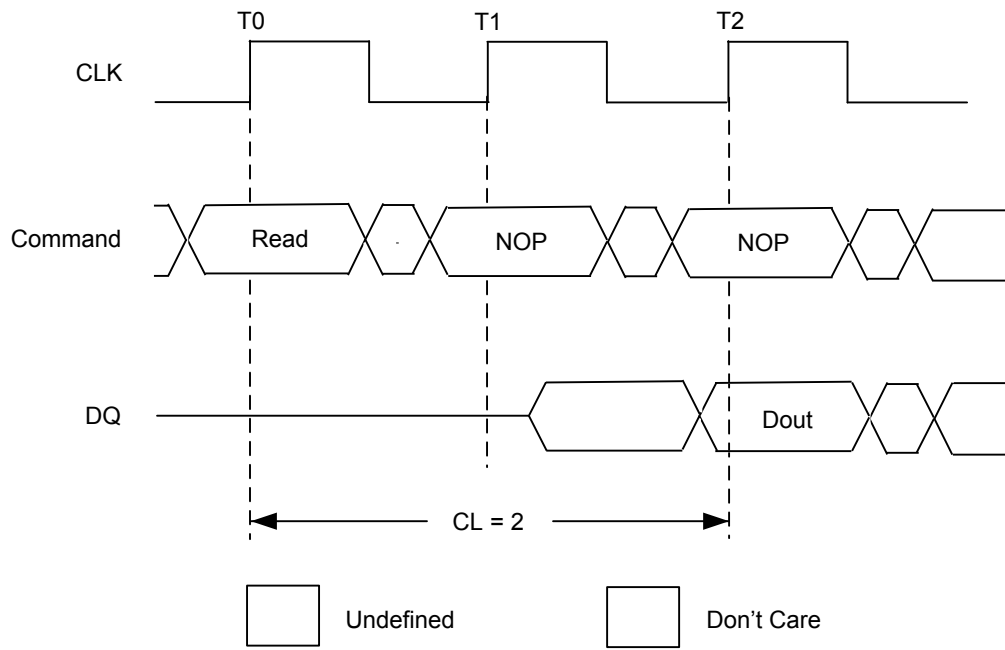 T0 T1 T2
CLK
Command Read NOP NOP
DQ Dout
CL = 2
Undefined Don't Care